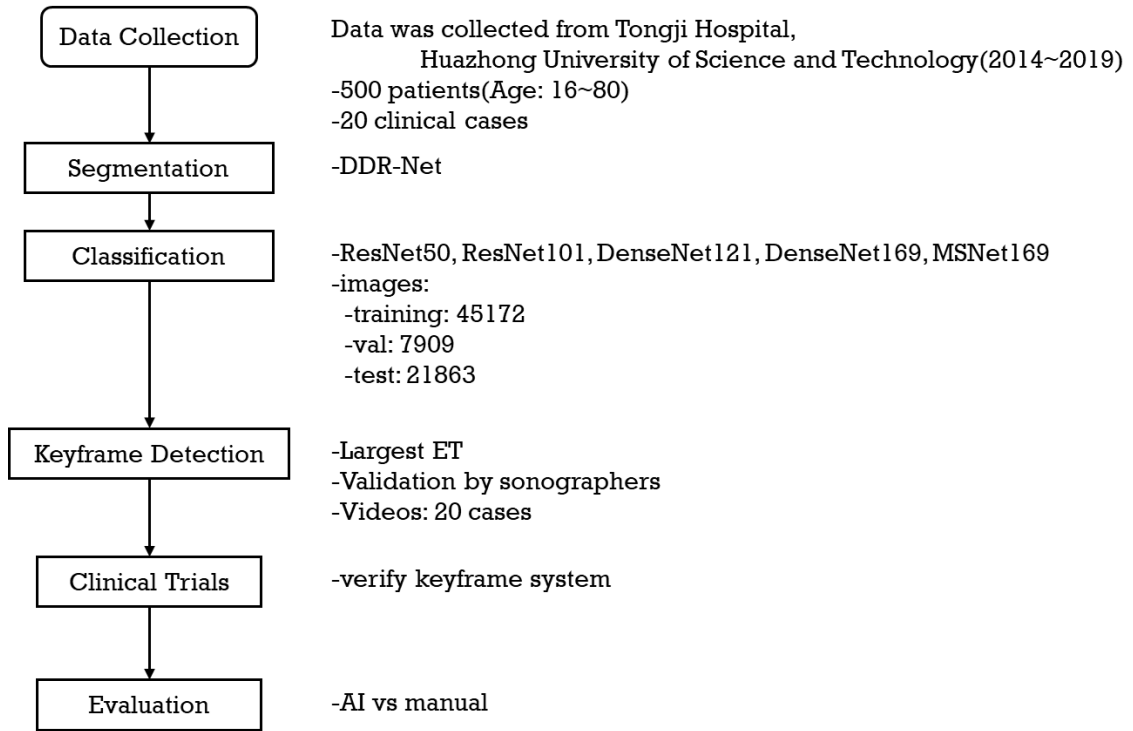 Data Collection
Data was collected from Tongji Hospital,
Huazhong University of Science and Technology(2014~2019)
-500 patients(Age: 16~80)
-20 clinical cases
Segmentation
-DDR-Net
Classification
-ResNet50, ResNet101, DenseNet121, DenseNet169, MSNet169
-images:
-training: 45172
-val: 7909
-test: 21863
Keyframe Detection
-Largest ET
-Validation by sonographers
-Videos: 20 cases
Clinical Trials
-verify keyframe system
Evaluation
-AI vs manual